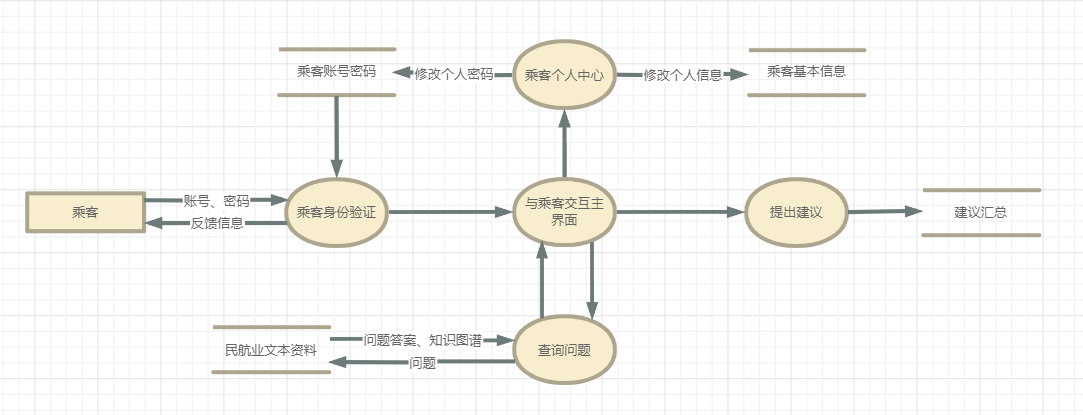 乘客账号密码
修改个人密码
乘客个人中心
修改个人信息
乘客基本信息
乘客
账号、密码
反馈信息
乘客身份验证
与乘客交互主
界面
提出建议
建议汇总
民航业文本资料
问题答案、知识图谱
问题
查询问题